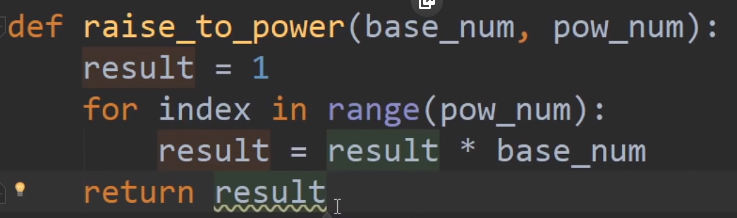 def raise_to_power(base_num, pow_num):
    result = 1
    for index in range(pow_num):
        result = result * base_num
    return result